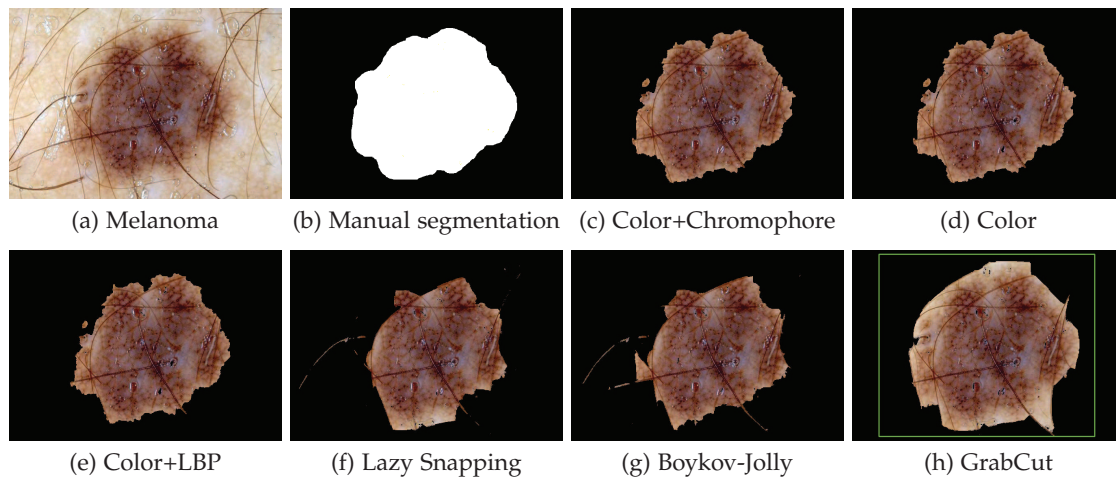 (a) Melanoma
(b) Manual segmentation
(c) Color+Chromophore
(d) Color
(e) Color+LBP
(f) Lazy Snapping
(g) Boykov-Jolly
(h) GrabCut